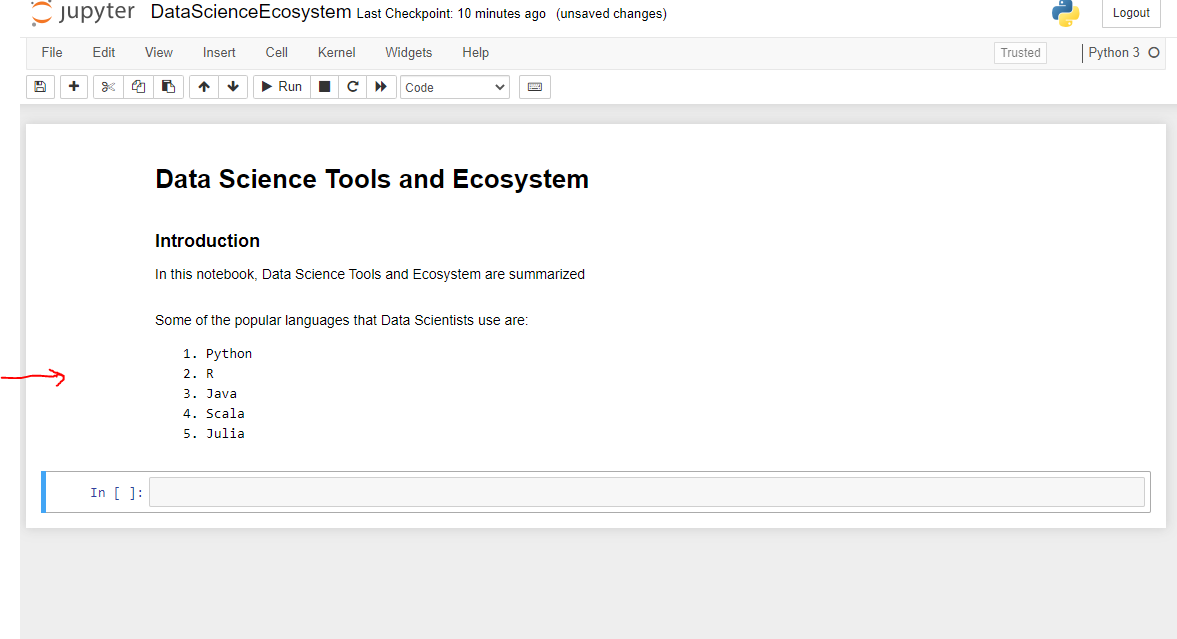 jupyter DataScienceEcosystem Last Checkpoint: 10 minutes ago (unsaved changes) Logout
File Edit View Insert Cell Kernel Widgets Help Trusted Python 3
Run Code
Data Science Tools and Ecosystem
Introduction
In this notebook, Data Science Tools and Ecosystem are summarized
Some of the popular languages that Data Scientists use are:
1. Python
2. R
3. Java
4. Scala
5. Julia
In [ ]: